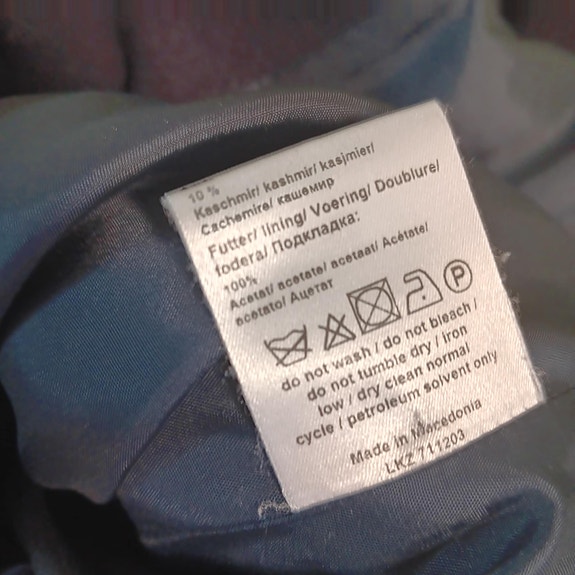 10 %
Kaschmir/ kashmir/ kasjmier/
Cachemire/ кашемир
Futter/ lining/ Voering/ Doublure/
fodera/ Подкладка:
100%
Acetat/ acetate/ acetaat/ Acétate/
acetato/ Ацетат
P
do not wash / do not bleach /
do not tumble dry / iron
low / dry clean normal
cycle / petroleum solvent only
Made in Macedonia
LKZ 711203